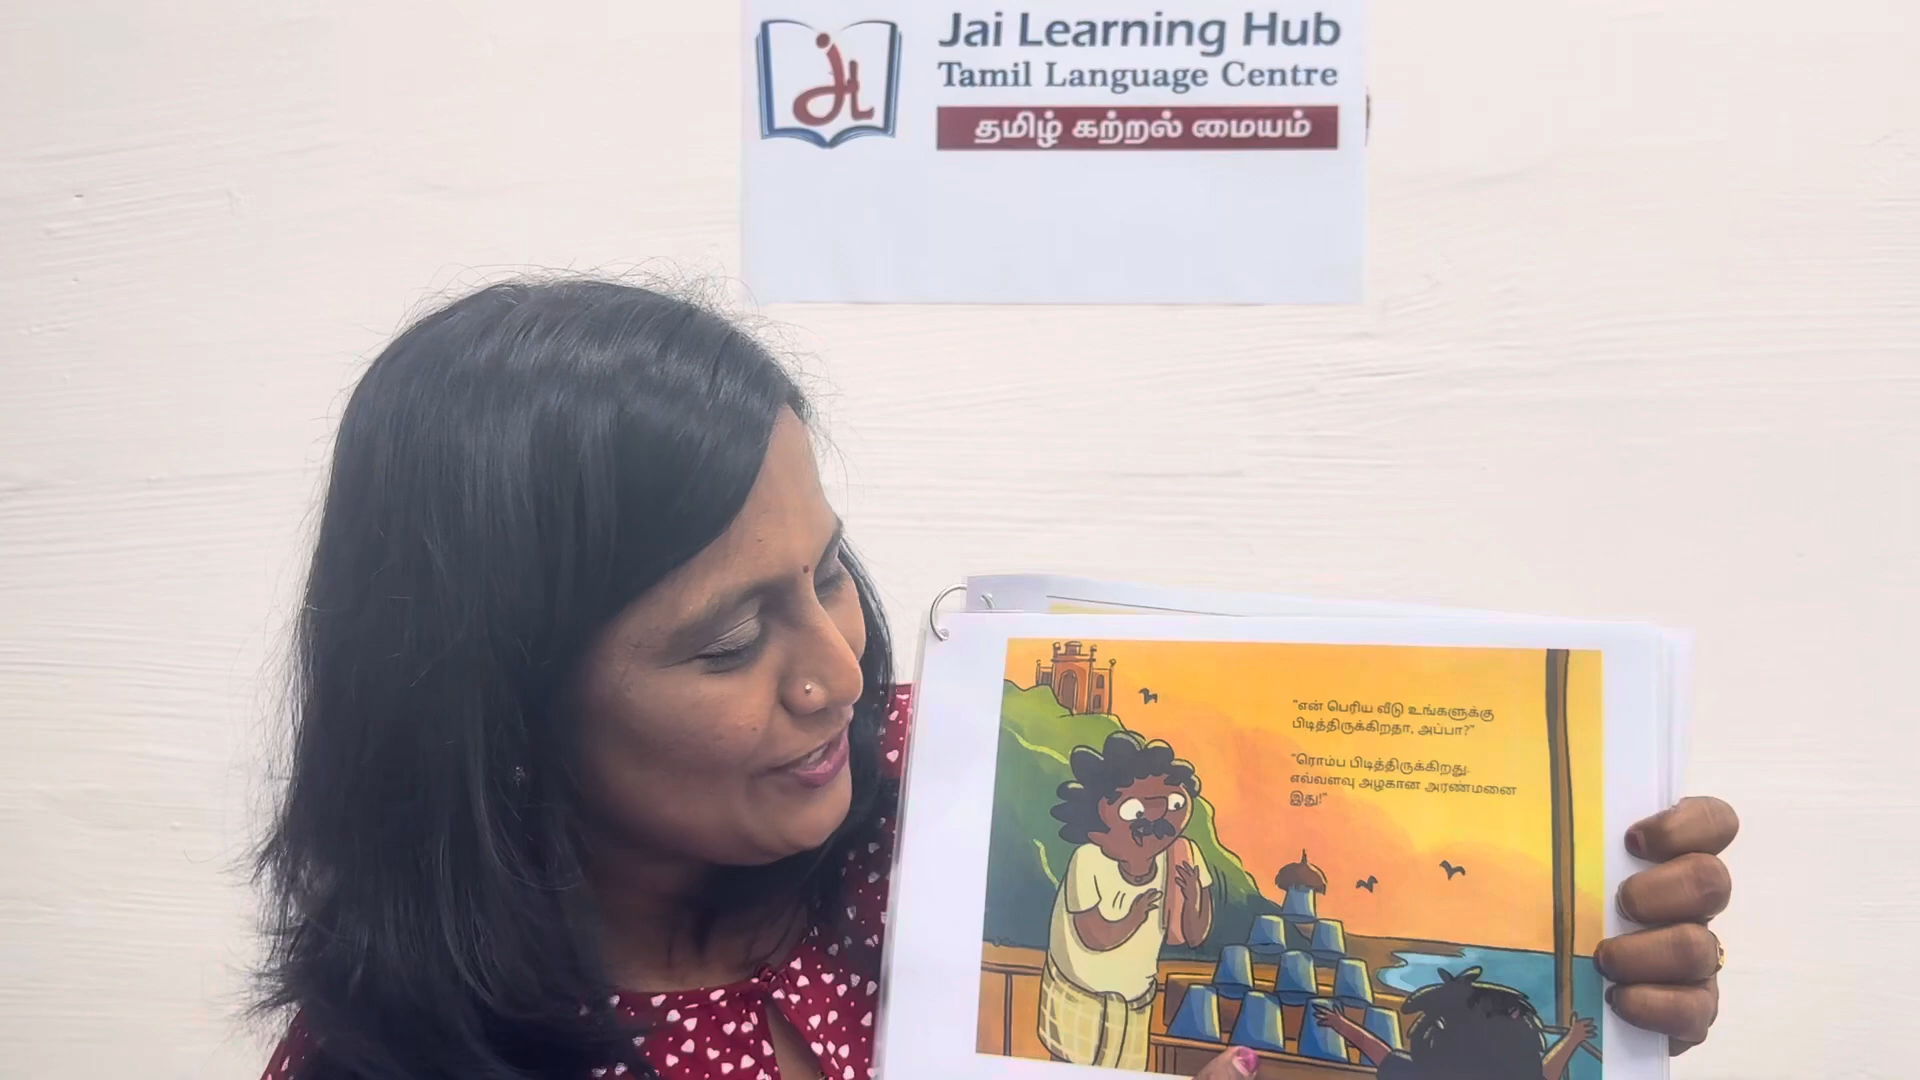 Jai Learning Hub
Tamil Language Centre
தமிழ் கற்றல் மையம்
"என் பெரிய வீடு உங்களுக்கு
பிடித்திருக்கிறதா, அப்பா?"
"ரொம்ப பிடித்திருக்கிறது.
எவ்வளவு அழகான அரண்மனை
இது!"